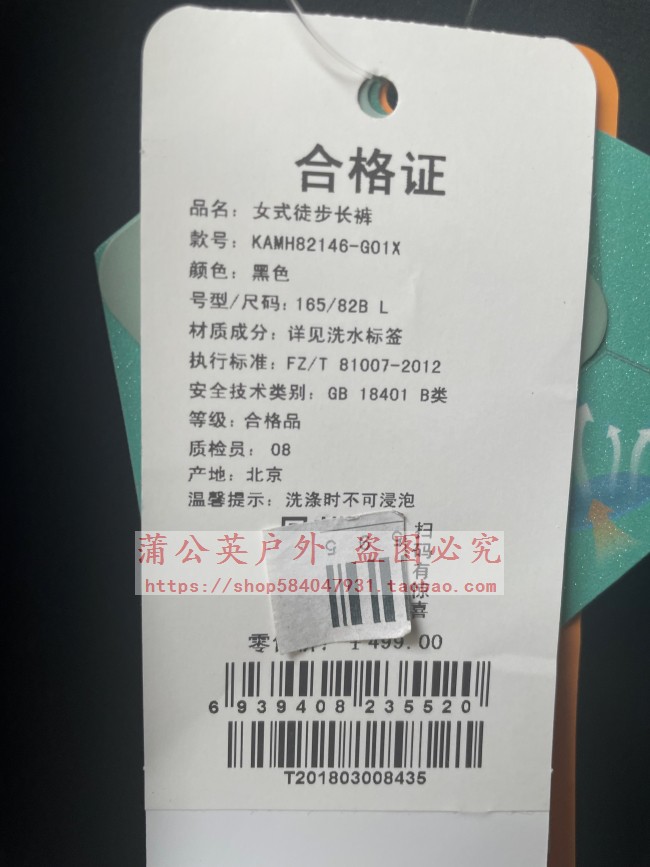 合格证
品名：女式徒步长裤
款号：KAMH82146-G01X
颜色：黑色
号型/尺码：165/82B L
材质成分：详见洗水标签
执行标准：FZ/T 81007-2012
安全技术类别：GB 18401 B类
等级：合格品
质检员：08
产地：北京
温馨提示：洗涤时不可浸泡
扫码有惊喜
蒲公英户外 盗图必究
https://shop584047931.taobao.com
499.00
6 939408 235520
T201803008435